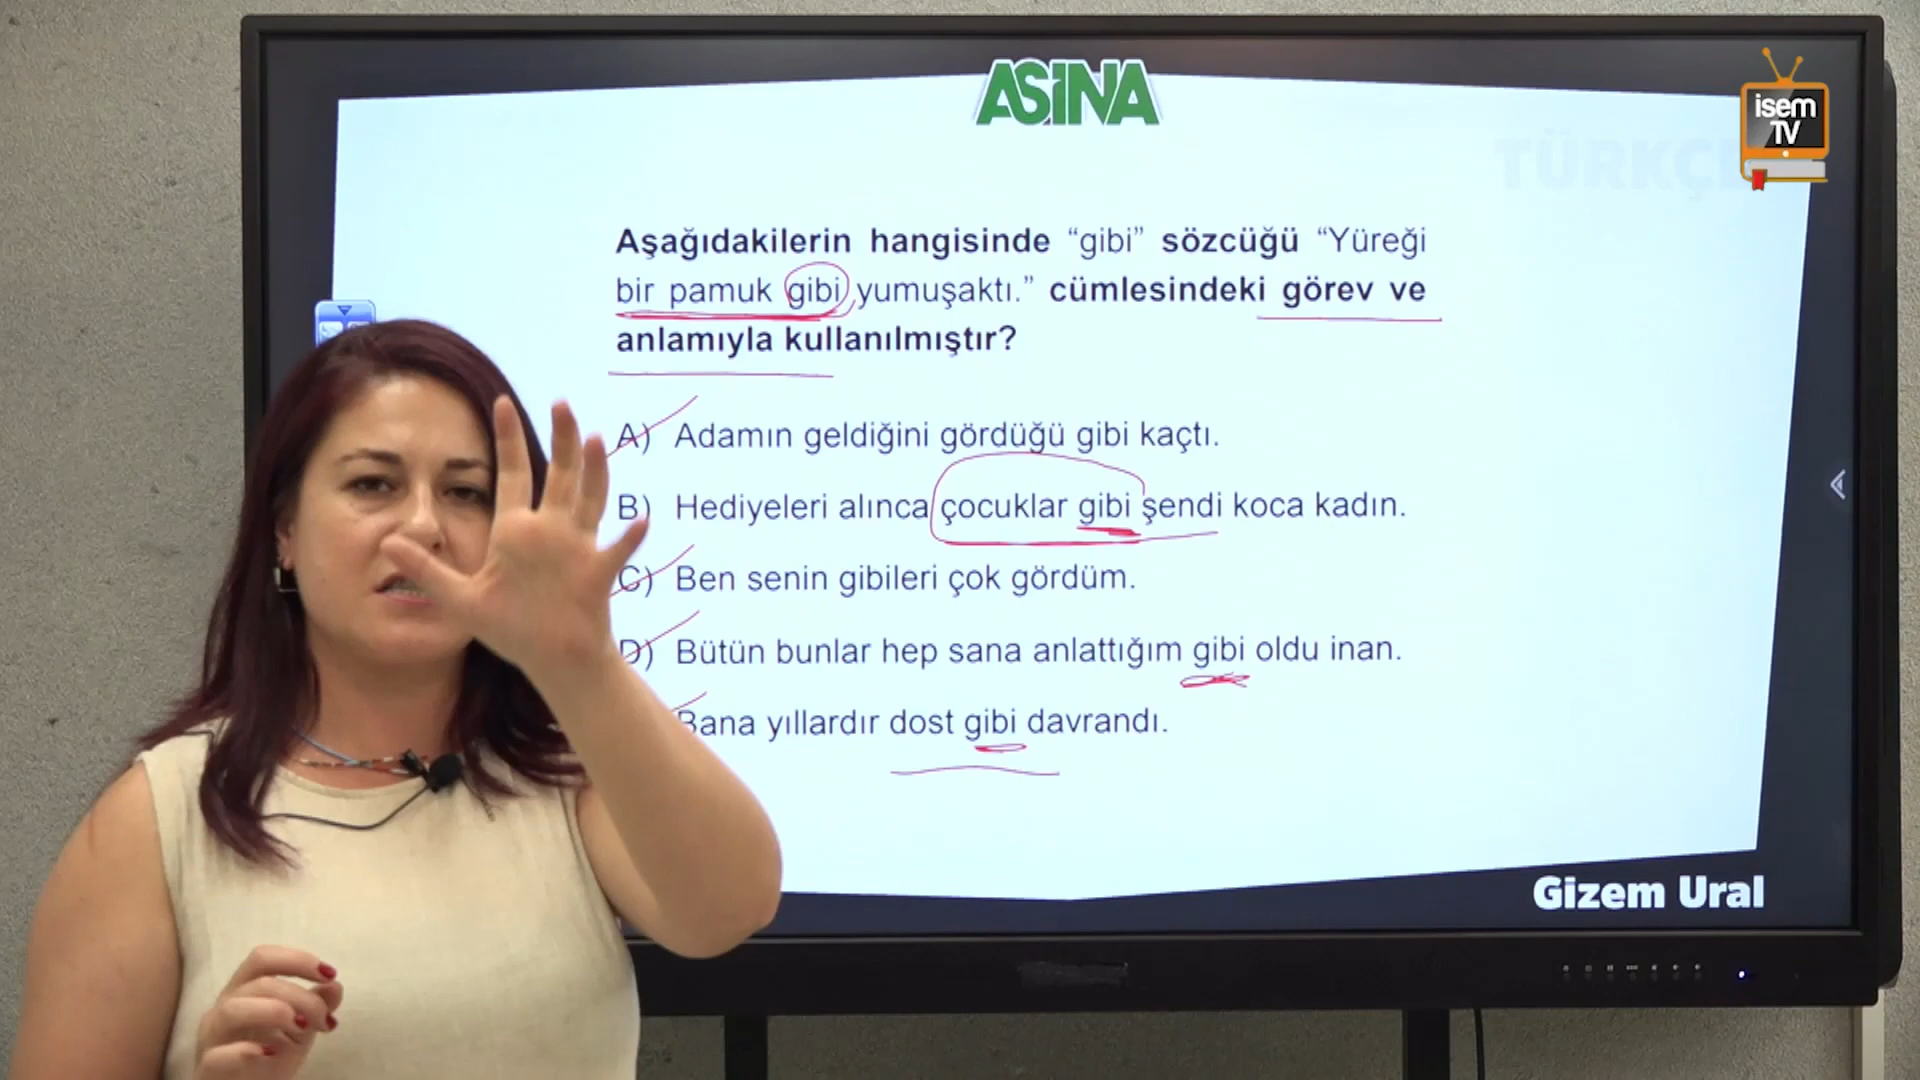 ASİNA
isem
TV
TÜRKÇE
Aşağıdakilerin hangisinde “gibi” sözcüğü “Yüreği
bir pamuk gibi yumuşaktı.” cümlesindeki görev ve
anlamıyla kullanılmıştır?
A) Adamın geldiğini gördüğü gibi kaçtı.
B) Hediyeleri alınca çocuklar gibi şendi koca kadın.
C) Ben senin gibileri çok gördüm.
D) Bütün bunlar hep sana anlattığım gibi oldu inan.
Bana yıllardır dost gibi davrandı.
Gizem Ural